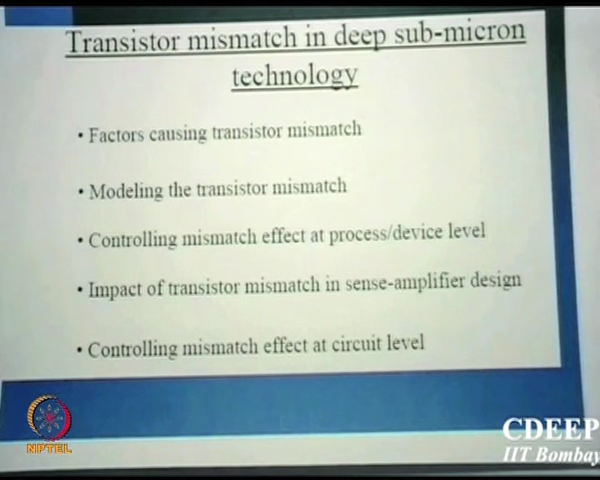 Transistor mismatch in deep sub-micron
technology
• Factors causing transistor mismatch
• Modeling the transistor mismatch
• Controlling mismatch effect at process/device level
• Impact of transistor mismatch in sense-amplifier design
• Controlling mismatch effect at circuit level
NPTEL
CDEEP
IIT Bombay